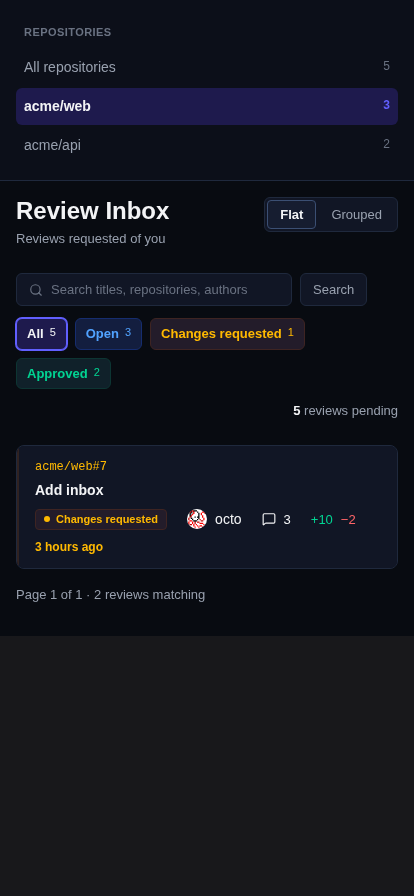 REPOSITORIES
All repositories 5
acme/web 3
acme/api 2
Review Inbox
Reviews requested of you
Flat Grouped
Search titles, repositories, authors Search
All 5 Open 3 Changes requested 1
Approved 2
5 reviews pending
acme/web#7
Add inbox
Changes requested octo 3 +10 −2
3 hours ago
Page 1 of 1 · 2 reviews matching